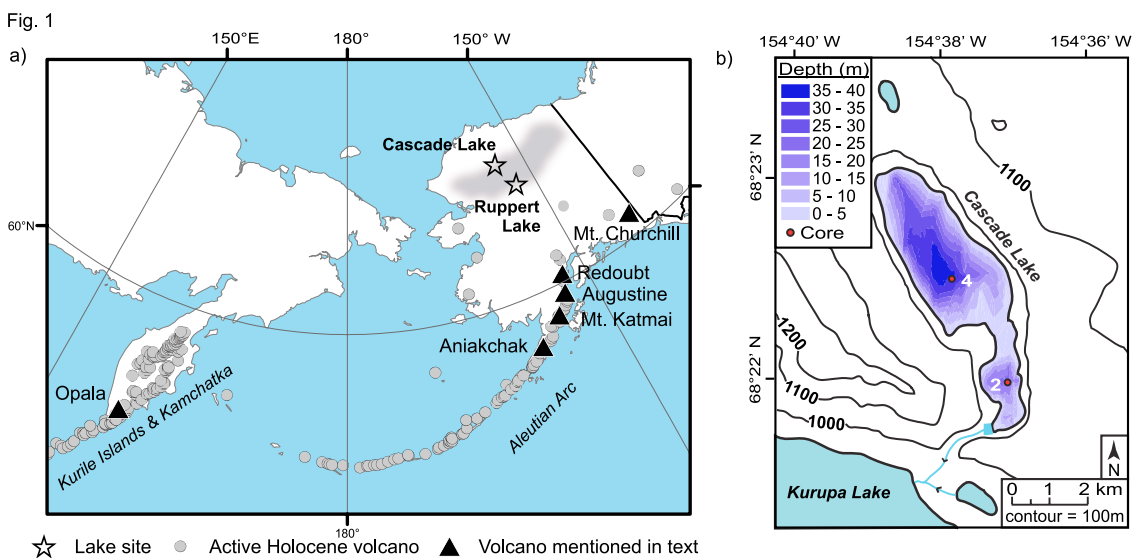 Fig. 1
a)
150°E
180°
150°W
60°N
Cascade Lake
Ruppert
Lake
Mt. Churchill
Redoubt
Augustine
Mt. Katmai
Aniakchak
Opala
Kurile Islands & Kamchatka
Aleutian Arc
180°
Lake site
Active Holocene volcano
Volcano mentioned in text
b)
154°40' W
154°38' W
154°36' W
68°23' N
68°22' N
Depth (m)
35 - 40
30 - 35
25 - 30
20 - 25
15 - 20
10 - 15
5 - 10
0 - 5
Core
1100
Cascade Lake
4
2
1200
1100
1000
Kurupa Lake
N
0 1 2 km
contour = 100m